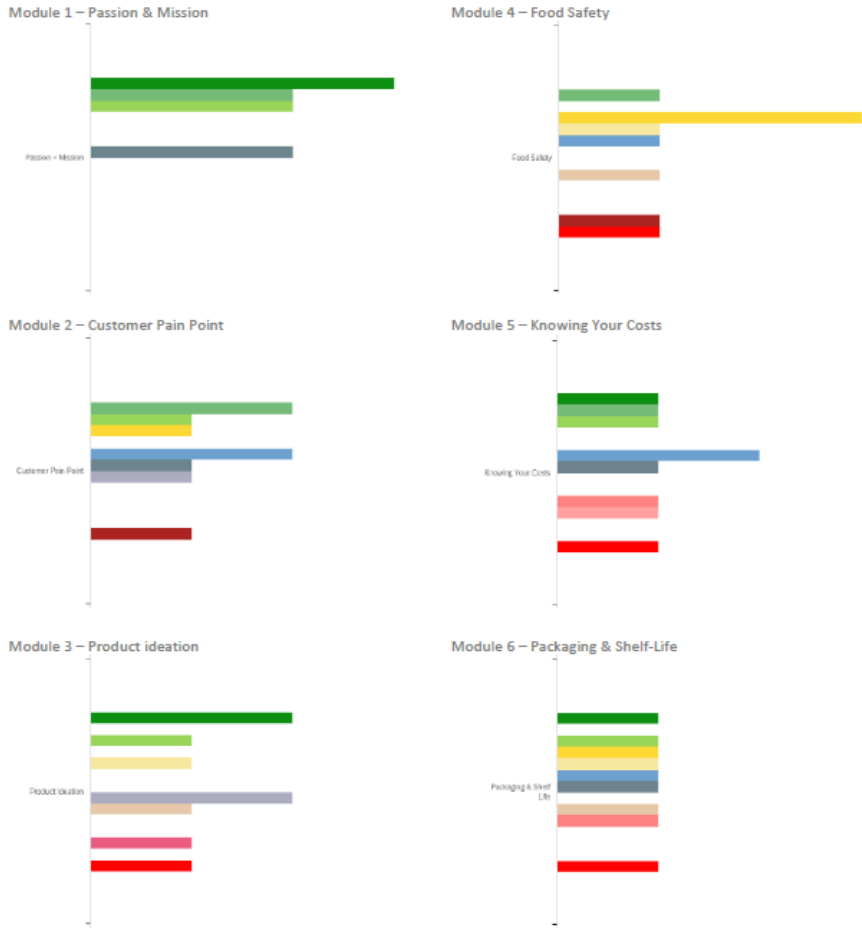 Module 1 – Passion & Mission
Passion + Mission
Module 4 – Food Safety
Food Safety
Module 2 – Customer Pain Point
Customer Pain Point
Module 5 – Knowing Your Costs
Knowing Your Costs
Module 3 – Product ideation
Product Ideation
Module 6 – Packaging & Shelf-Life
Packaging & Shelf
Life